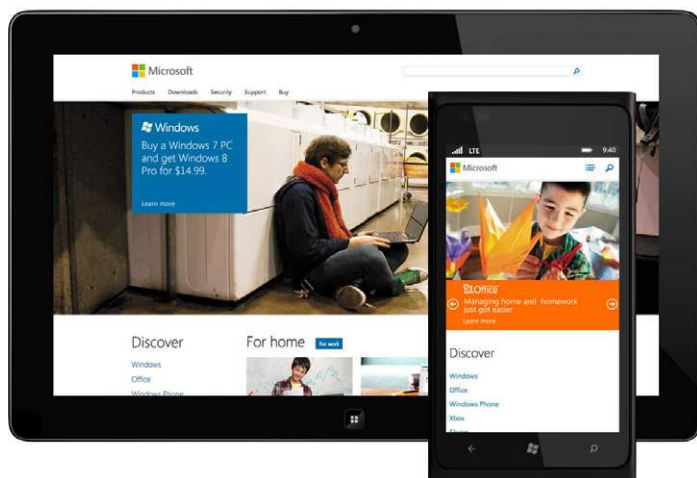 Microsoft
Products Downloads Security Support Buy
Windows
Buy a Windows 7 PC
and get Windows 8
Pro for $14.99.
Learn more
Discover
Windows
Office
Windows Phone
For home
For work
LTE 9:40
Microsoft
Office
Managing home and homework
just got easier
Learn more
Discover
Windows
Office
Windows Phone
Xbox